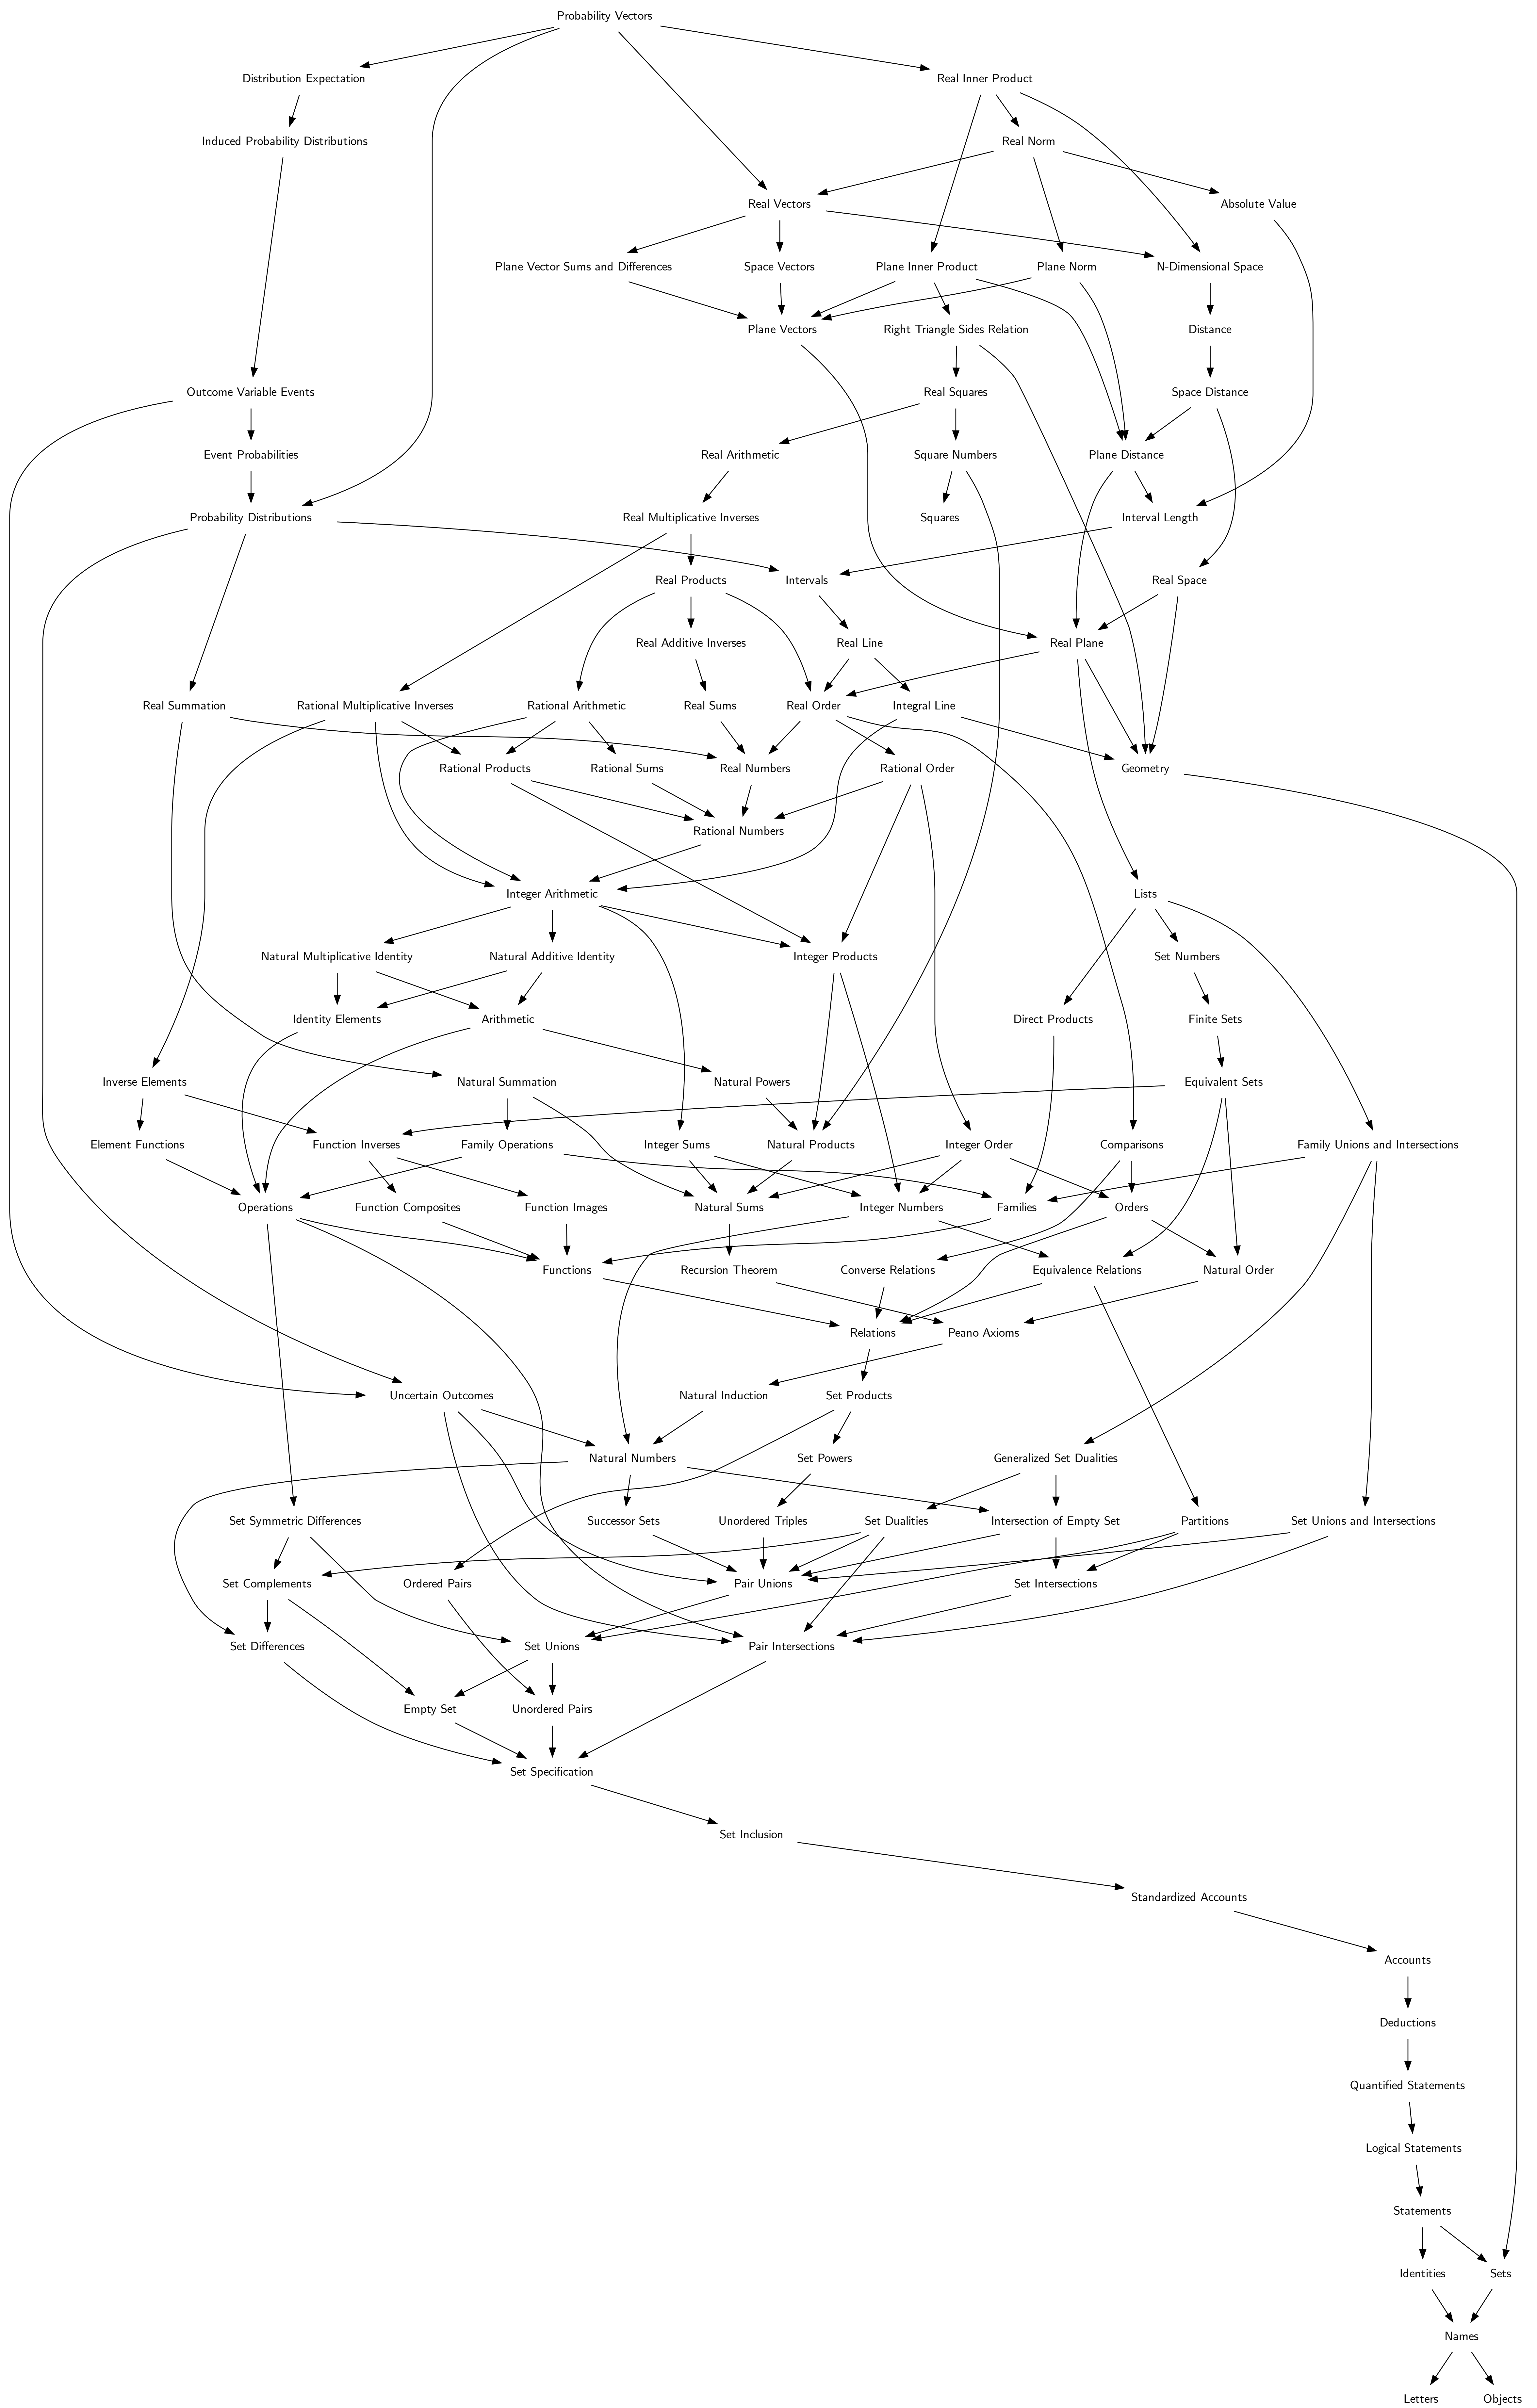 Probability Vectors
Distribution Expectation
Real Inner Product
Induced Probability Distributions
Real Norm
Real Vectors
Absolute Value
Plane Vector Sums and Differences
Space Vectors
Plane Inner Product
Plane Norm
N-Dimensional Space
Plane Vectors
Right Triangle Sides Relation
Distance
Outcome Variable Events
Real Squares
Space Distance
Event Probabilities
Real Arithmetic
Square Numbers
Plane Distance
Probability Distributions
Real Multiplicative Inverses
Squares
Interval Length
Real Products
Intervals
Real Space
Real Additive Inverses
Real Line
Real Plane
Real Summation
Rational Multiplicative Inverses
Rational Arithmetic
Real Sums
Real Order
Integral Line
Rational Products
Rational Sums
Real Numbers
Rational Order
Geometry
Rational Numbers
Integer Arithmetic
Lists
Natural Multiplicative Identity
Natural Additive Identity
Integer Products
Set Numbers
Identity Elements
Arithmetic
Direct Products
Finite Sets
Inverse Elements
Natural Summation
Natural Powers
Equivalent Sets
Element Functions
Function Inverses
Family Operations
Integer Sums
Natural Products
Integer Order
Comparisons
Family Unions and Intersections
Operations
Function Composites
Function Images
Natural Sums
Integer Numbers
Families
Orders
Functions
Recursion Theorem
Converse Relations
Equivalence Relations
Natural Order
Relations
Peano Axioms
Uncertain Outcomes
Natural Induction
Set Products
Natural Numbers
Set Powers
Generalized Set Dualities
Set Symmetric Differences
Successor Sets
Unordered Triples
Set Dualities
Intersection of Empty Set
Partitions
Set Unions and Intersections
Set Complements
Ordered Pairs
Pair Unions
Set Intersections
Set Differences
Set Unions
Pair Intersections
Empty Set
Unordered Pairs
Set Specification
Set Inclusion
Standardized Accounts
Accounts
Deductions
Quantified Statements
Logical Statements
Statements
Identities
Sets
Names
Letters
Objects